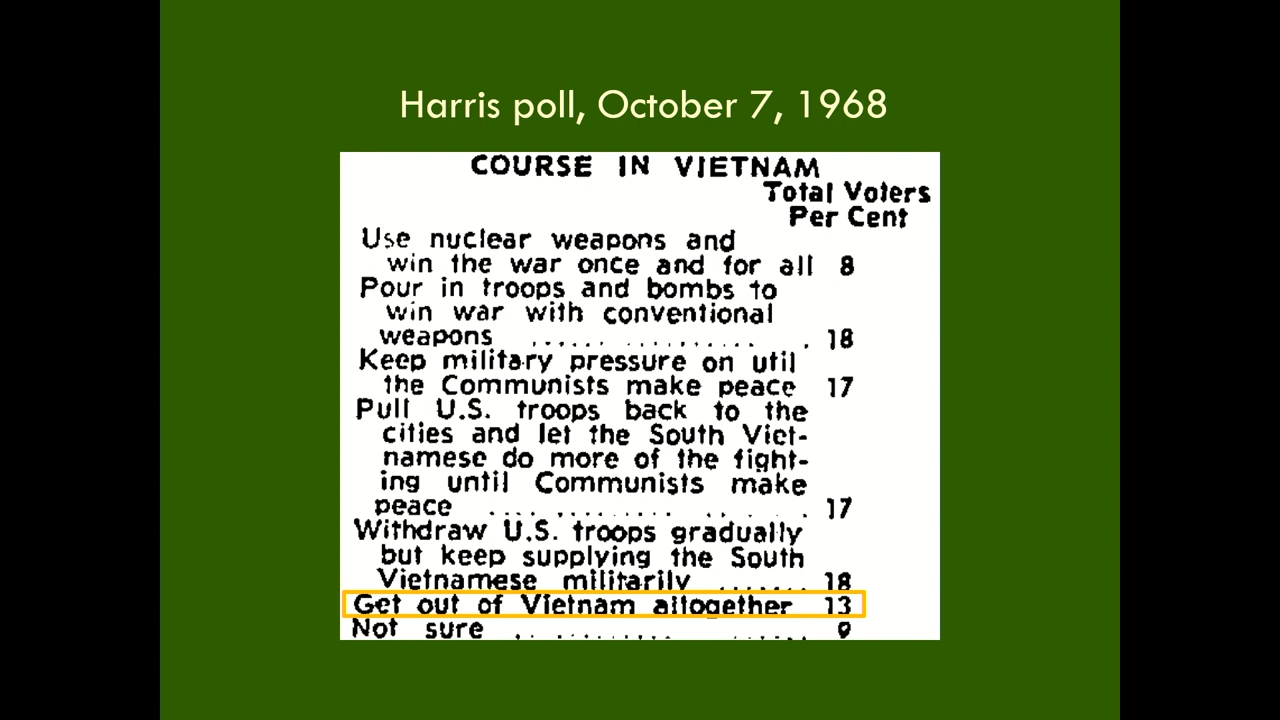 Harris poll, October 7, 1968
COURSE IN VIETNAM
Total Voters
Per Cent
Use nuclear weapons and
win the war once and for all 8
Pour in troops and bombs to
win war with conventional
weapons ...... .......... . 18
Keep military pressure on util
the Communists make peace 17
Pull U.S. troops back to the
cities and let the South Viet-
namese do more of the fight-
ing until Communists make
peace .... .......... .. . . 17
Withdraw U.S. troops gradually
but keep supplying the South
Vietnamese militarily ....... 18
Get out of Vietnam altogether 13
Not sure .. ......... ...... 9